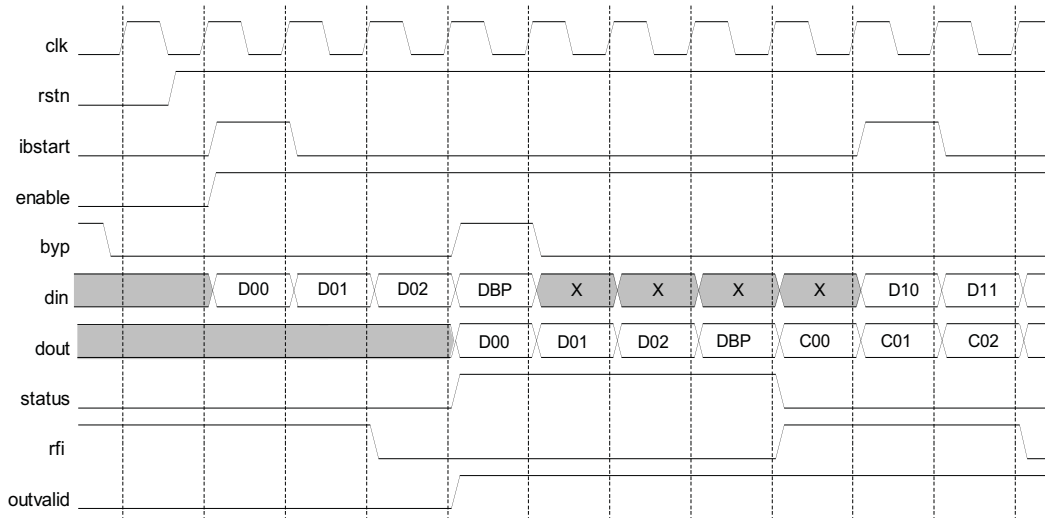 clk
rstn
ibstart
enable
byp
din D00 D01 D02 DBP X X X X D10 D11
dout D00 D01 D02 DBP C00 C01 C02
status
rfi
outvalid